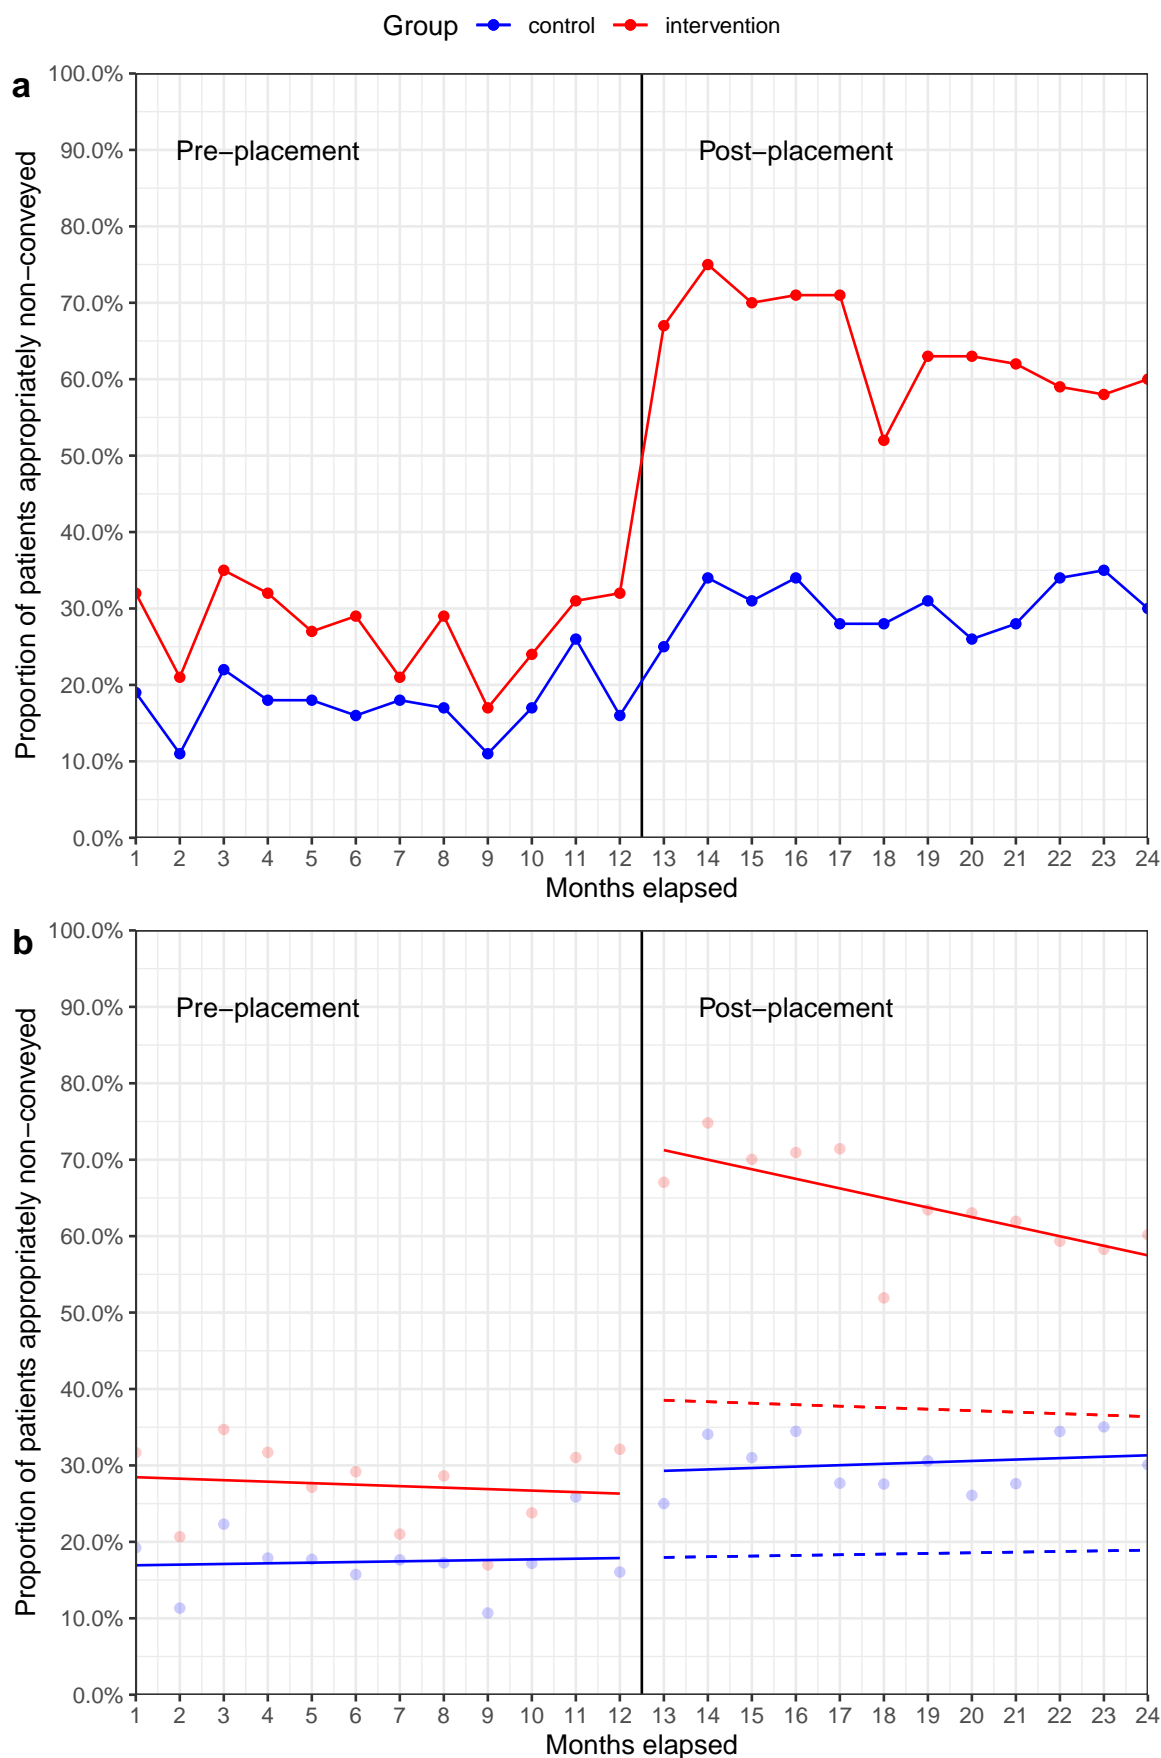 Group control intervention
a
Proportion of patients appropriately non−conveyed
100.0%
90.0%
80.0%
70.0%
60.0%
50.0%
40.0%
30.0%
20.0%
10.0%
0.0%
Pre−placement
Post−placement
1 2 3 4 5 6 7 8 9 10 11 12 13 14 15 16 17 18 19 20 21 22 23 24
Months elapsed
b
Proportion of patients appropriately non−conveyed
100.0%
90.0%
80.0%
70.0%
60.0%
50.0%
40.0%
30.0%
20.0%
10.0%
0.0%
Pre−placement
Post−placement
1 2 3 4 5 6 7 8 9 10 11 12 13 14 15 16 17 18 19 20 21 22 23 24
Months elapsed